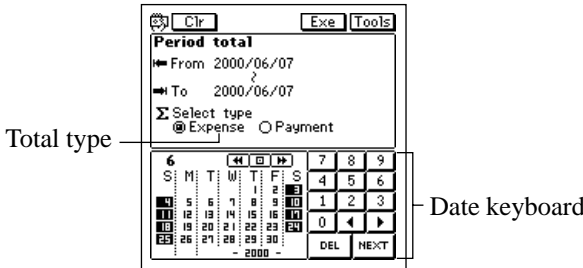 Clr Exe Tools
Period total
From 2000/06/07
~
To 2000/06/07
Σ Select type
Expense Payment
Total type
6
S M T W T F S
1 2 3
4 5 6 7 8 9 10
11 12 13 14 15 16 17
18 19 20 21 22 23 24
25 26 27 28 29 30
- 2000 -
7 8 9
4 5 6
1 2 3
0
DEL NEXT
Date keyboard